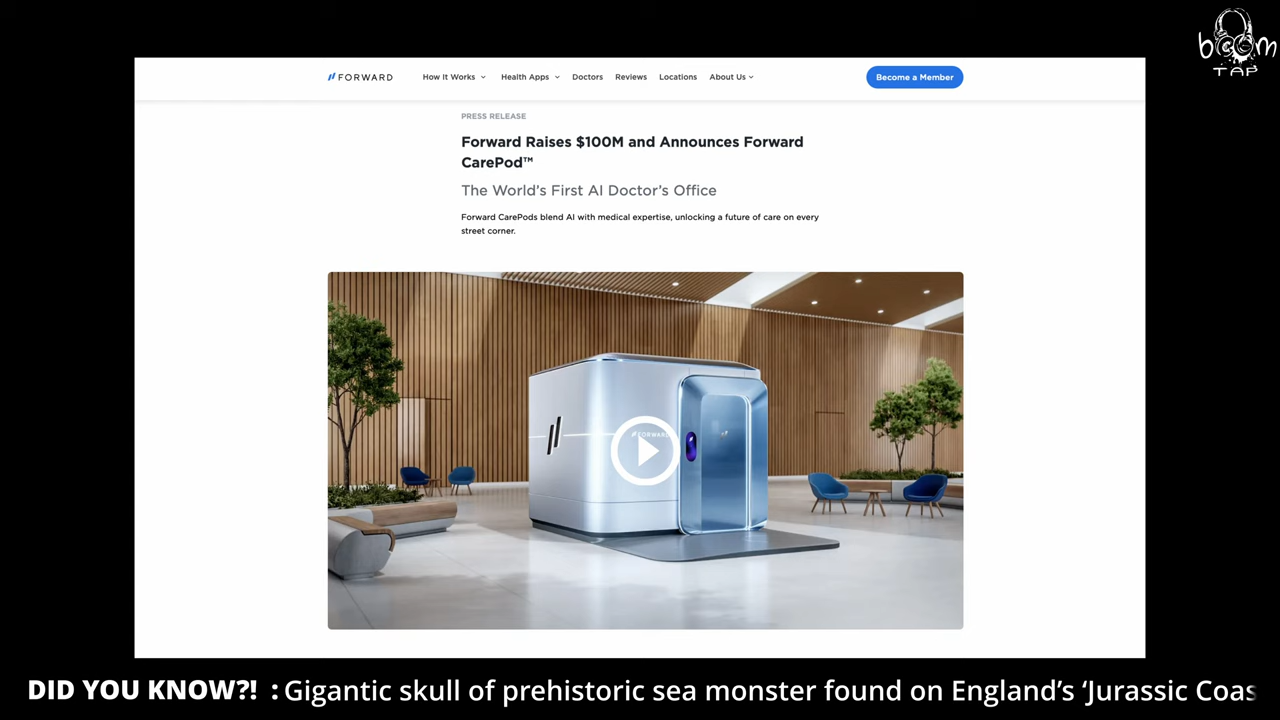 boom
TAP
FORWARD
How It Works
Health Apps
Doctors
Reviews
Locations
About Us
Become a Member
PRESS RELEASE
Forward Raises $100M and Announces Forward
CarePod™
The World's First AI Doctor's Office
Forward CarePods blend AI with medical expertise, unlocking a future of care on every
street corner.
FORWARD
DID YOU KNOW?! : Gigantic skull of prehistoric sea monster found on England's ‘Jurassic Coas